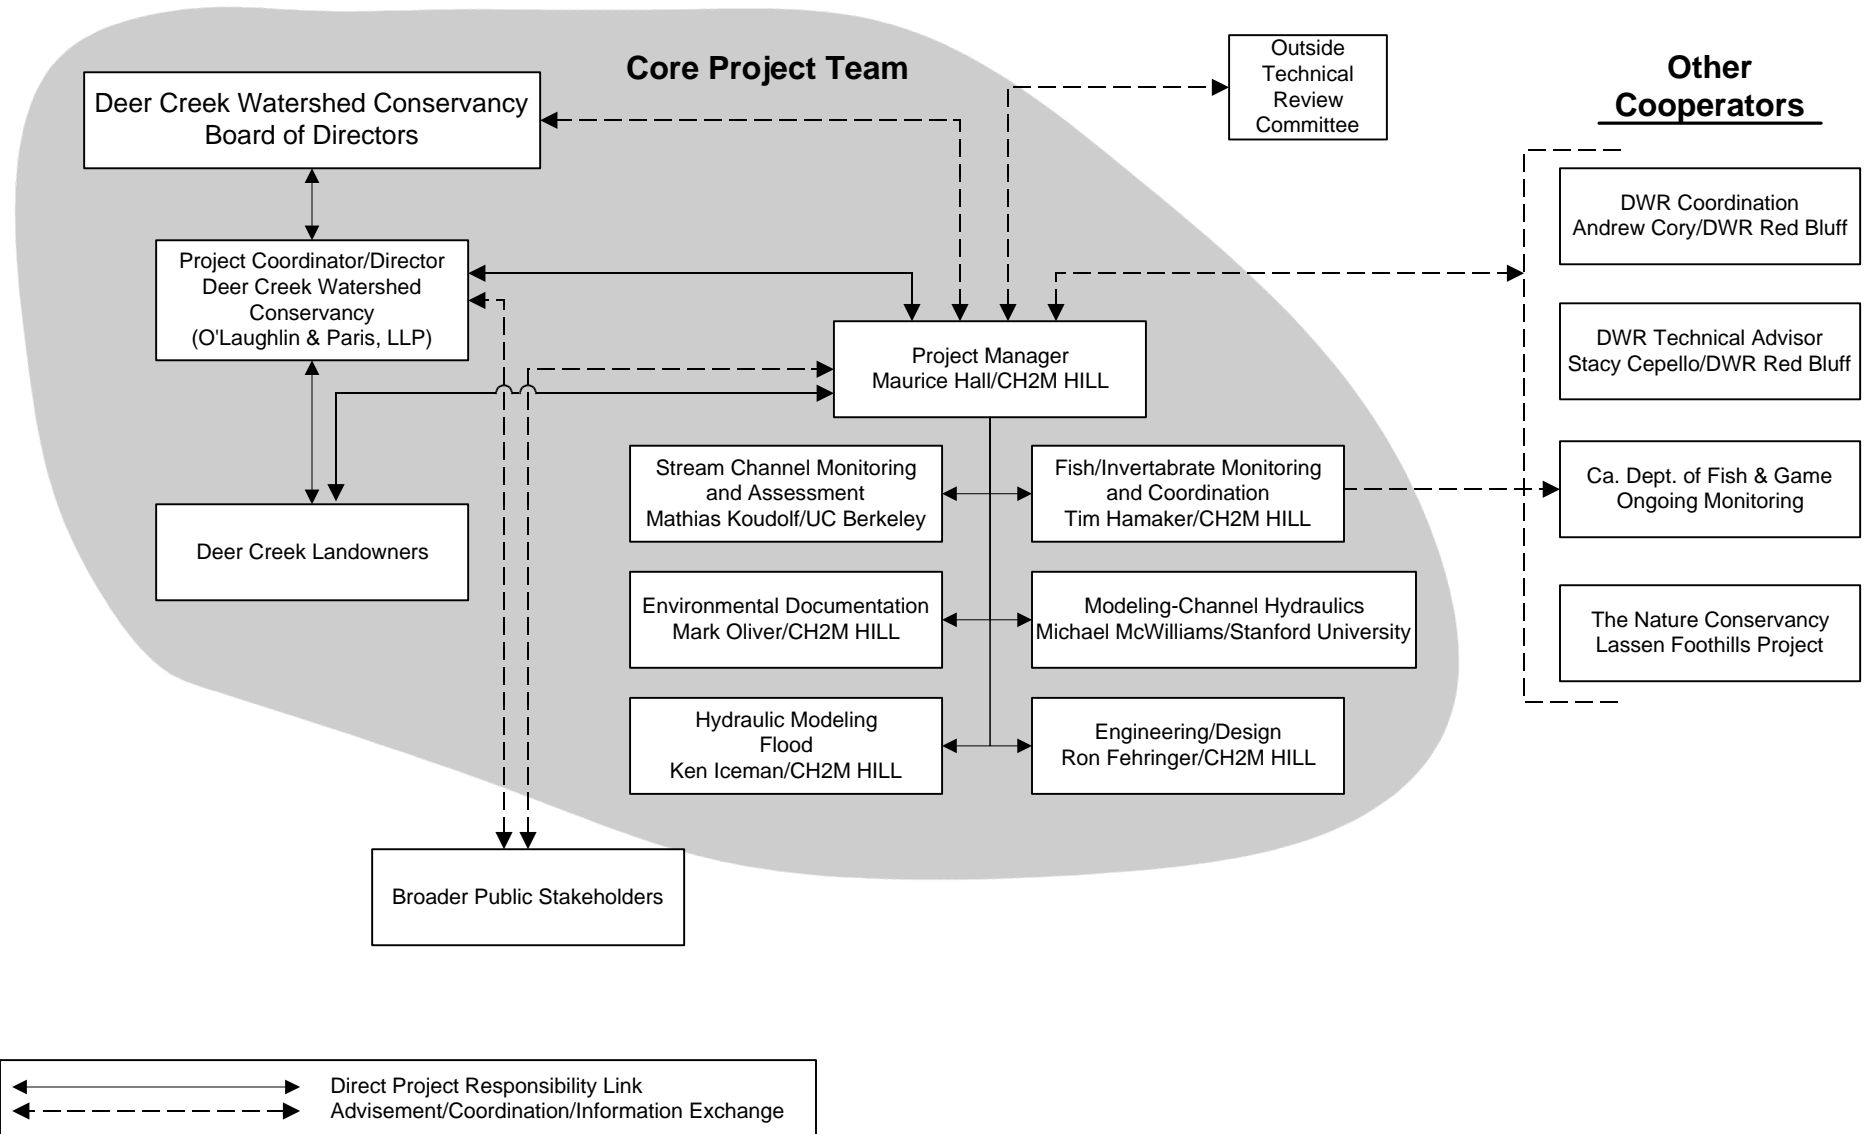 Core Project Team
Deer Creek Watershed Conservancy
Board of Directors
Outside
Technical
Review
Committee
Other
Cooperators
Project Coordinator/Director
Deer Creek Watershed
Conservancy
(O'Laughlin & Paris, LLP)
DWR Coordination
Andrew Cory/DWR Red Bluff
Project Manager
Maurice Hall/CH2M HILL
DWR Technical Advisor
Stacy Cepello/DWR Red Bluff
Stream Channel Monitoring
and Assessment
Mathias Koudolf/UC Berkeley
Fish/Invertabrate Monitoring
and Coordination
Tim Hamaker/CH2M HILL
Ca. Dept. of Fish & Game
Ongoing Monitoring
Deer Creek Landowners
Environmental Documentation
Mark Oliver/CH2M HILL
Modeling-Channel Hydraulics
Michael McWilliams/Stanford University
The Nature Conservancy
Lassen Foothills Project
Hydraulic Modeling
Flood
Ken Iceman/CH2M HILL
Engineering/Design
Ron Fehringer/CH2M HILL
Broader Public Stakeholders
Direct Project Responsibility Link
Advisement/Coordination/Information Exchange